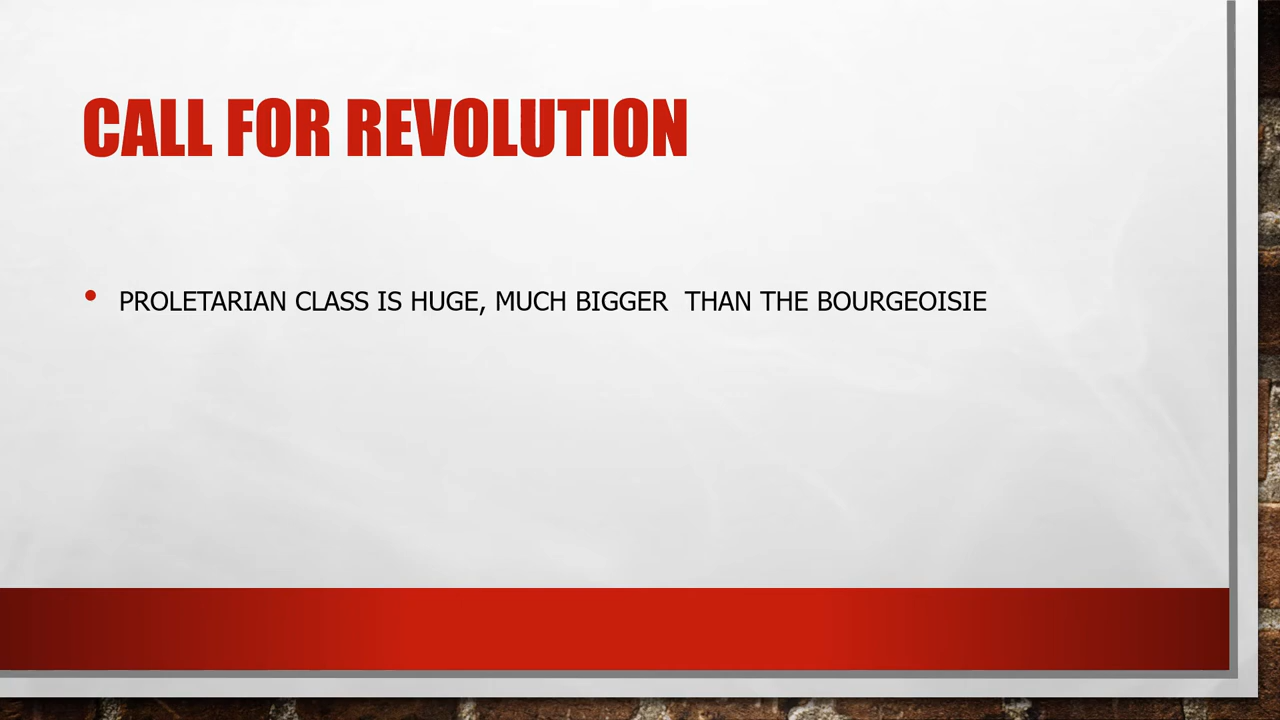 CALL FOR REVOLUTION
• PROLETARIAN CLASS IS HUGE, MUCH BIGGER  THAN THE BOURGEOISIE